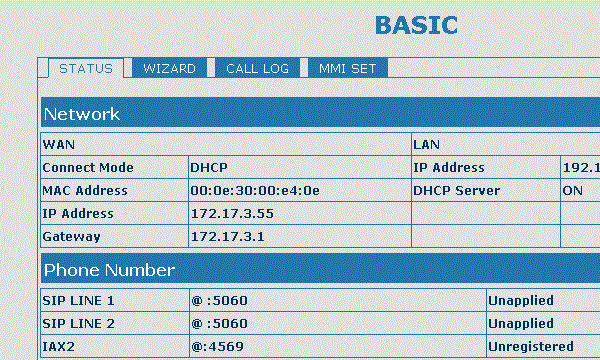 BASIC
STATUS WIZARD CALL LOG MMI SET
Network
WAN LAN
Connect Mode DHCP IP Address 192.1
MAC Address 00:0e:30:00:e4:0e DHCP Server ON
IP Address 172.17.3.55
Gateway 172.17.3.1
Phone Number
SIP LINE 1 @ :5060 Unapplied
SIP LINE 2 @ :5060 Unapplied
IAX2 @:4569 Unregistered